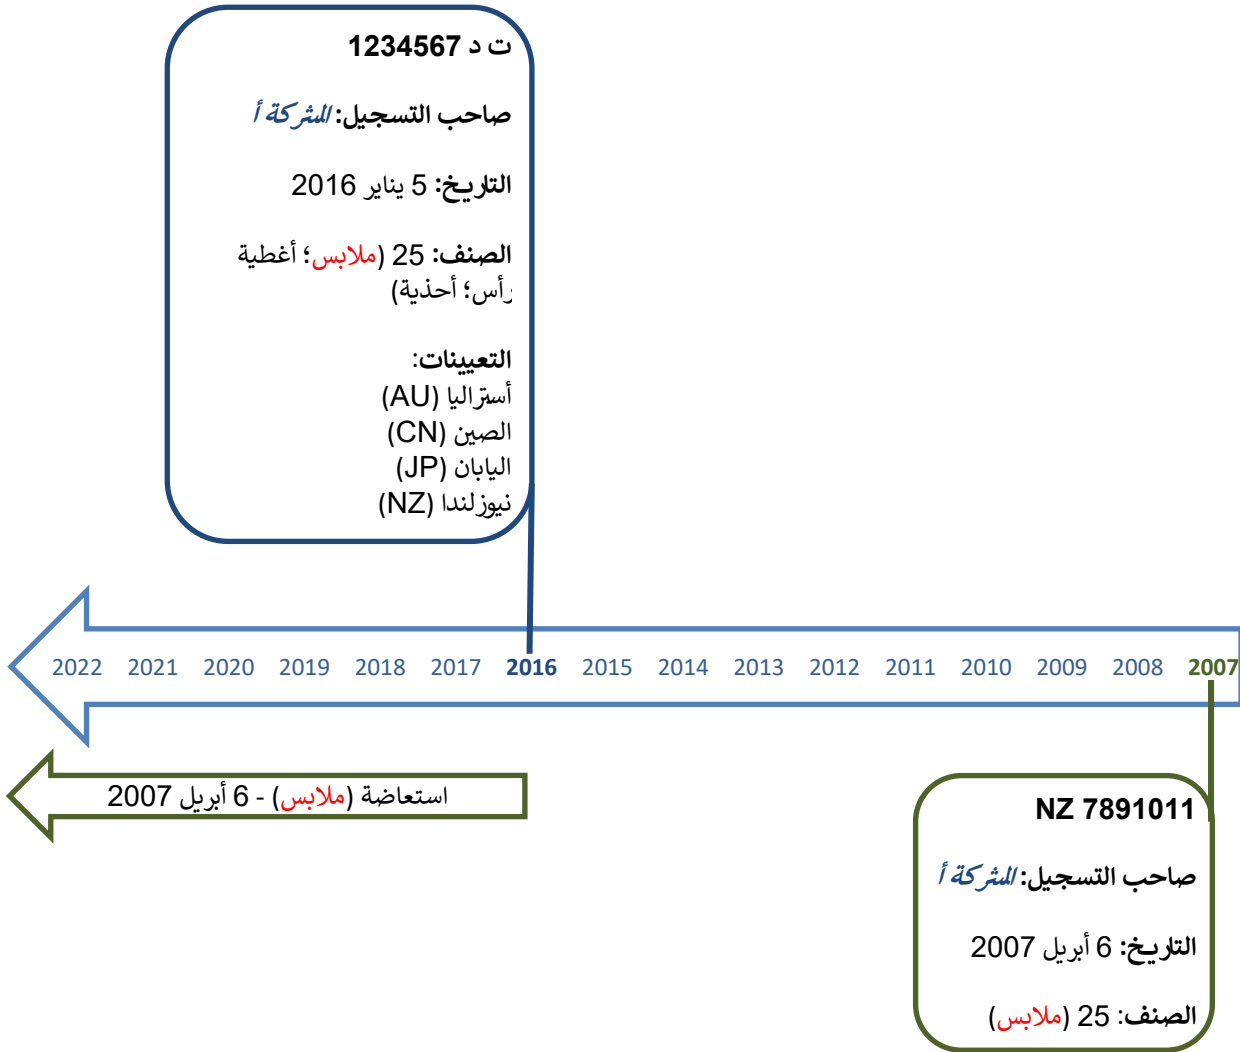 ت د 1234567
صاحب التسجيل: الشركة أ
التاريخ: 5 يناير 2016
الصنف: 25 (ملابس؛ أغطية
رأس؛ أحذية)
التعيينات:
أستراليا (AU)
الصين (CN)
اليابان (JP)
نيوزلندا (NZ)
2007 2008 2009 2010 2011 2012 2013 2014 2015 2016 2017 2018 2019 2020 2021 2022
استعاضة (ملابس) - 6 أبريل 2007
NZ 7891011
صاحب التسجيل: الشركة أ
التاريخ: 6 أبريل 2007
الصنف: 25 (ملابس)